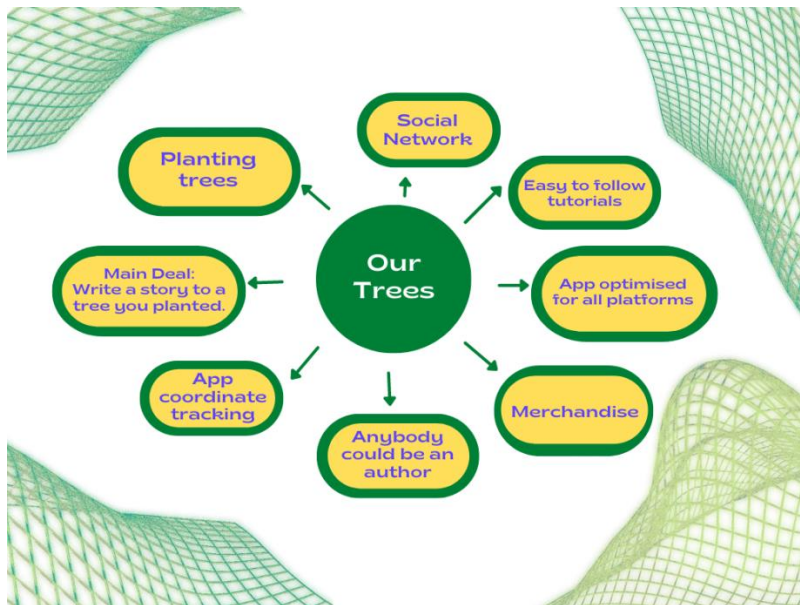 Social
Network
Planting
trees
Easy to follow
tutorials
Our
Trees
Main Deal:
Write a story to a
tree you planted.
App optimised
for all platforms
App
coordinate
tracking
Merchandise
Anybody
could be an
author